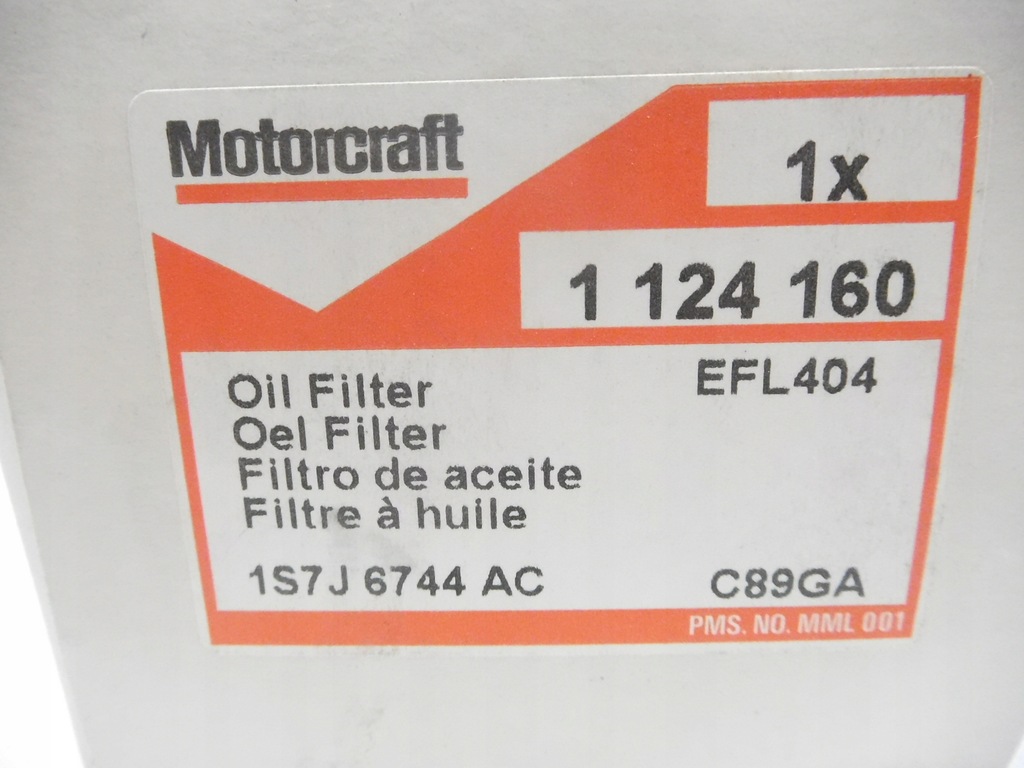 Motorcraft
1x
1 124 160
EFL404
Oil Filter
Oel Filter
Filtro de aceite
Filtre à huile
1S7J 6744 AC
C89GA
PMS. NO. MML 001